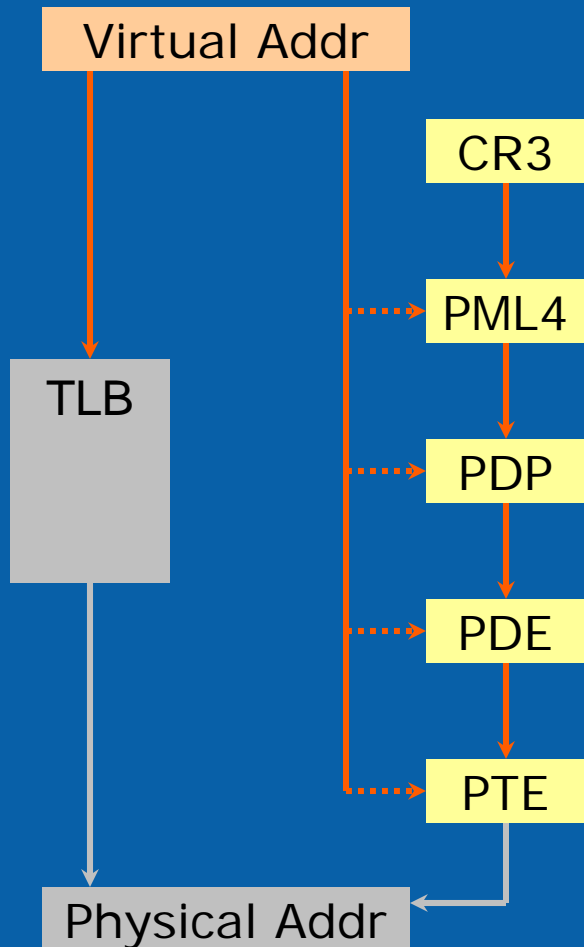 Virtual Addr
CR3
PML4
TLB
PDP
PDE
PTE
Physical Addr